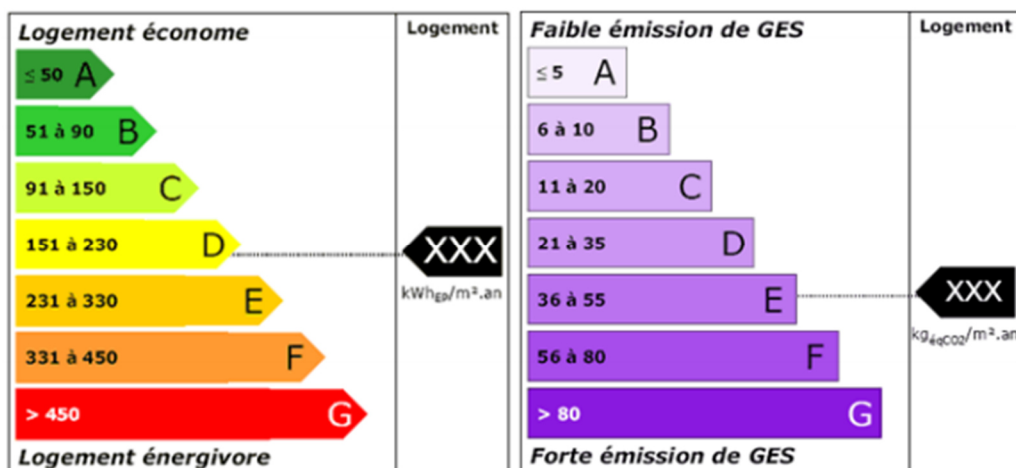 Logement économe
Logement
≤ 50 A
51 à 90 B
91 à 150 C
151 à 230 D
XXX
kWhEP/m².an
231 à 330 E
331 à 450 F
> 450 G
Logement énergivore
Faible émission de GES
Logement
≤ 5 A
6 à 10 B
11 à 20 C
21 à 35 D
36 à 55 E
XXX
kgéqCO2/m².an
56 à 80 F
> 80 G
Forte émission de GES